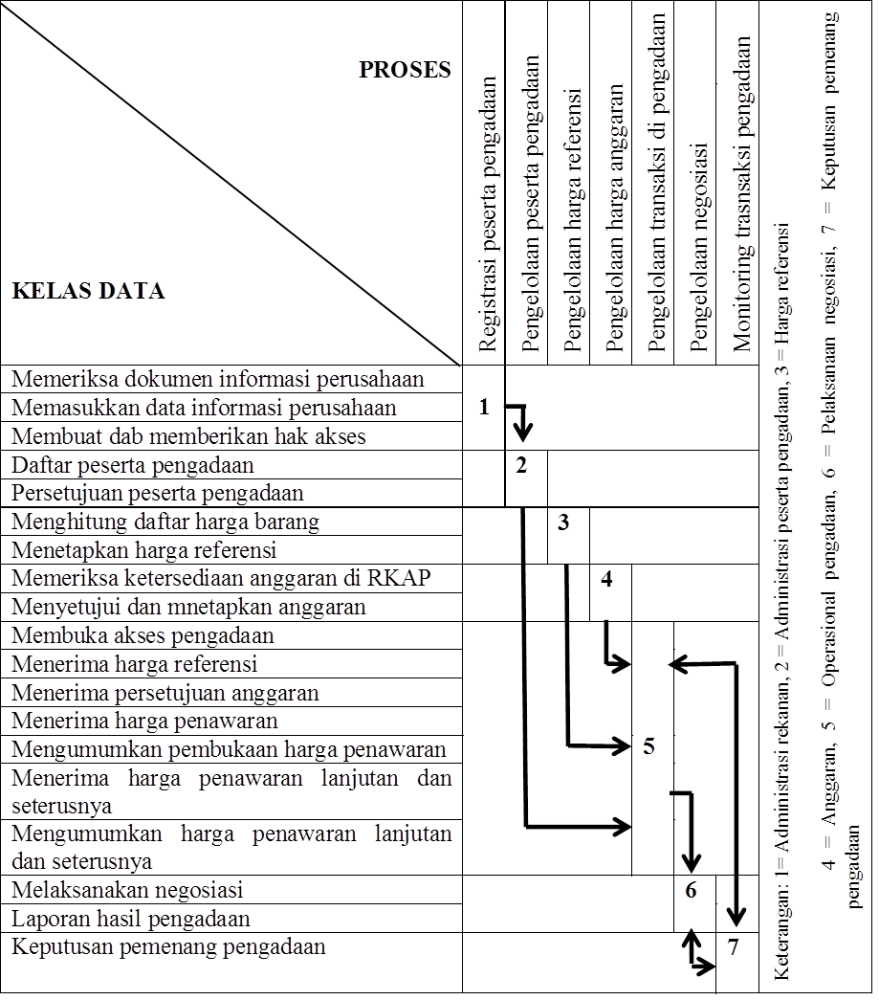 PROSES
KELAS DATA
Registrasi peserta pengadaan
Pengelolaan peserta pengadaan
Pengelolaan harga referensi
Pengelolaan harga anggaran
Pengelolaan transaksi di pengadaan
Pengelolaan negosiasi
Monitoring trasnsaksi pengadaan
Memeriksa dokumen informasi perusahaan
Memasukkan data informasi perusahaan
1
Membuat dab memberikan hak akses
Daftar peserta pengadaan
2
Persetujuan peserta pengadaan
Menghitung daftar harga barang
3
Menetapkan harga referensi
Memeriksa ketersediaan anggaran di RKAP
4
Menyetujui dan mnetapkan anggaran
Membuka akses pengadaan
Menerima harga referensi
Menerima persetujuan anggaran
Menerima harga penawaran
Mengumumkan pembukaan harga penawaran
5
Menerima harga penawaran lanjutan dan
seterusnya
Mengumumkan harga penawaran lanjutan
dan seterusnya
Melaksanakan negosiasi
6
Laporan hasil pengadaan
Keputusan pemenang pengadaan
7
Keterangan: 1= Administrasi rekanan, 2 = Administrasi peserta pengadaan, 3 = Harga referensi
4 = Anggaran, 5 = Operasional pengadaan, 6 = Pelaksanaan negosiasi, 7 = Keputusan pemenang
pengadaan